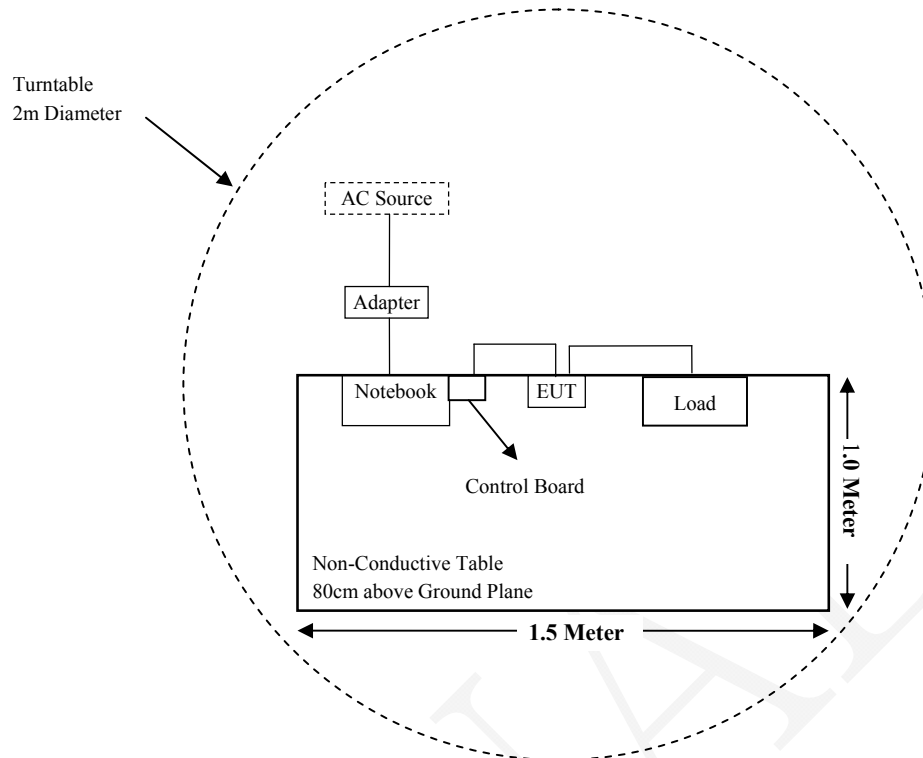 Turntable
2m Diameter
AC Source
Adapter
Notebook
EUT
Load
Control Board
1.0 Meter
Non-Conductive Table
80cm above Ground Plane
1.5 Meter